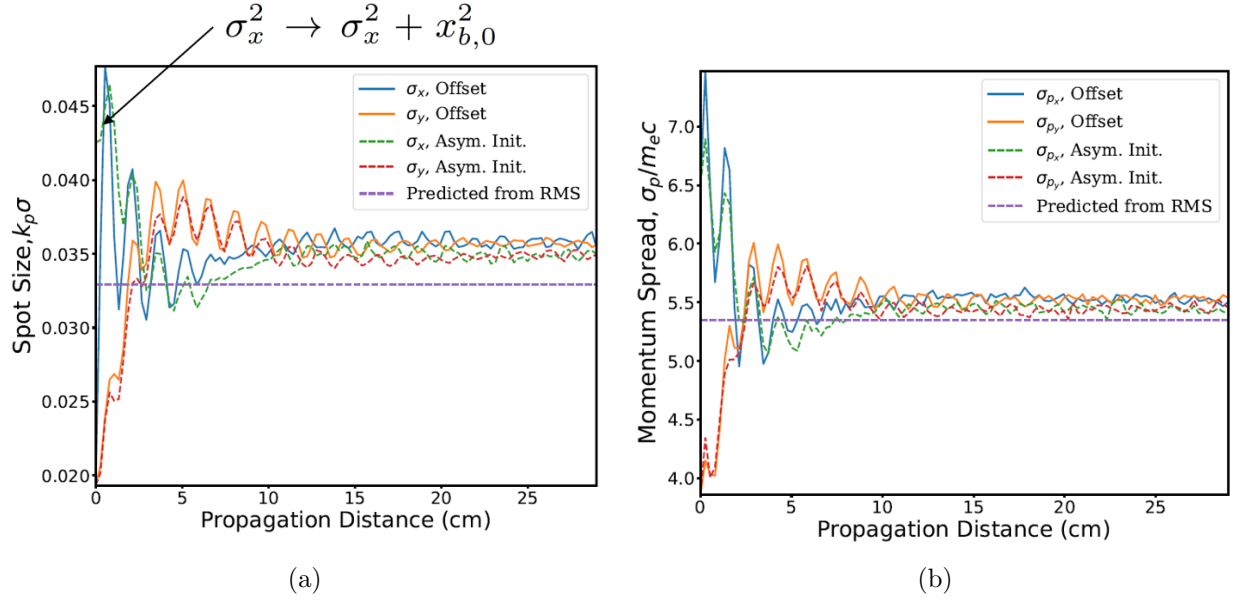 σ_x^2 → σ_x^2 + x_{b,0}^2
Spot Size,k_pσ
0.045
0.040
0.035
0.030
0.025
0.020
σ_x, Offset
σ_y, Offset
σ_x, Asym. Init.
σ_y, Asym. Init.
Predicted from RMS
0 5 10 15 20 25
Propagation Distance (cm)
(a)
Momentum Spread, σ_p/m_ec
7.0
6.5
6.0
5.5
5.0
4.5
4.0
σ_{p_x}, Offset
σ_{p_y}, Offset
σ_{p_x}, Asym. Init.
σ_{p_y}, Asym. Init.
Predicted from RMS
0 5 10 15 20 25
Propagation Distance (cm)
(b)